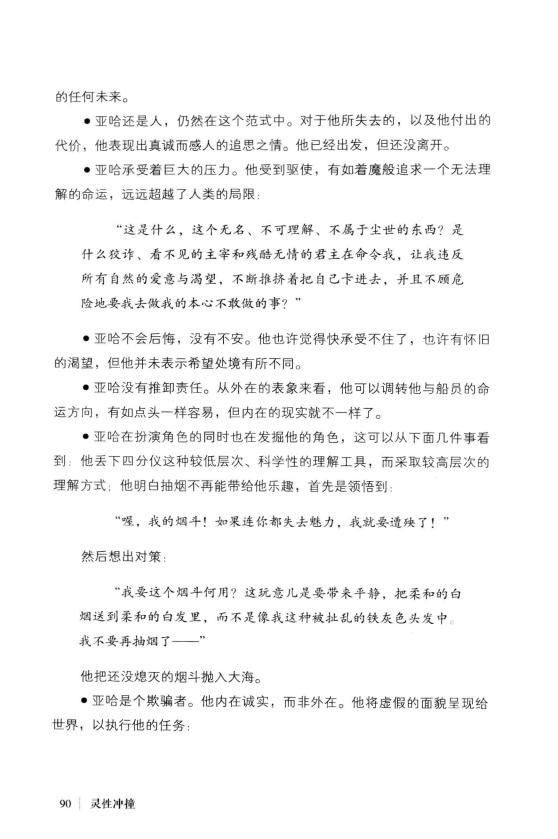 的任何未来。
●亚哈还是人，仍然在这个范式中。对于他所失去的，以及他付出的
代价，他表现出真诚而感人的追思之情。他已经出发，但还没离开。
●亚哈承受着巨大的压力。他受到驱使，有如着魔般追求一个无法理
解的命运，远远超越了人类的局限：
“这是什么，这个无名、不可理解、不属于尘世的东西？是
什么狡诈、看不见的主宰和残酷无情的君主在命令我，让我违反
所有自然的爱意与渴望，不断推挤着把自己卡进去，并且不顾危
险地要我去做我的本心不敢做的事？”
●亚哈不会后悔，没有不安。他也许觉得快承受不住了，也许有怀旧
的渴望，但他并未表示希望处境有所不同。
●亚哈没有推卸责任。从外在的表象来看，他可以调转他与船员的命
运方向，有如点头一样容易，但内在的现实就不一样了。
●亚哈在扮演角色的同时也在发掘他的角色，这可以从下面几件事看
到：他丢下四分仪这种较低层次、科学性的理解工具，而采取较高层次的
理解方式；他明白抽烟不再能带给他乐趣，首先是领悟到：
“喔，我的烟斗！如果连你都失去魅力，我就要遭殃了！”
然后想出对策：
“我要这个烟斗何用？这玩意儿是要带来平静，把柔和的白
烟送到柔和的白发里，而不是像我这种被扯乱的铁灰色头发中。
我不要再抽烟了——”
他把还没熄灭的烟斗抛入大海。
●亚哈是个欺骗者。他内在诚实，而非外在。他将虚假的面貌呈现给
世界，以执行他的任务：
90 灵性冲撞